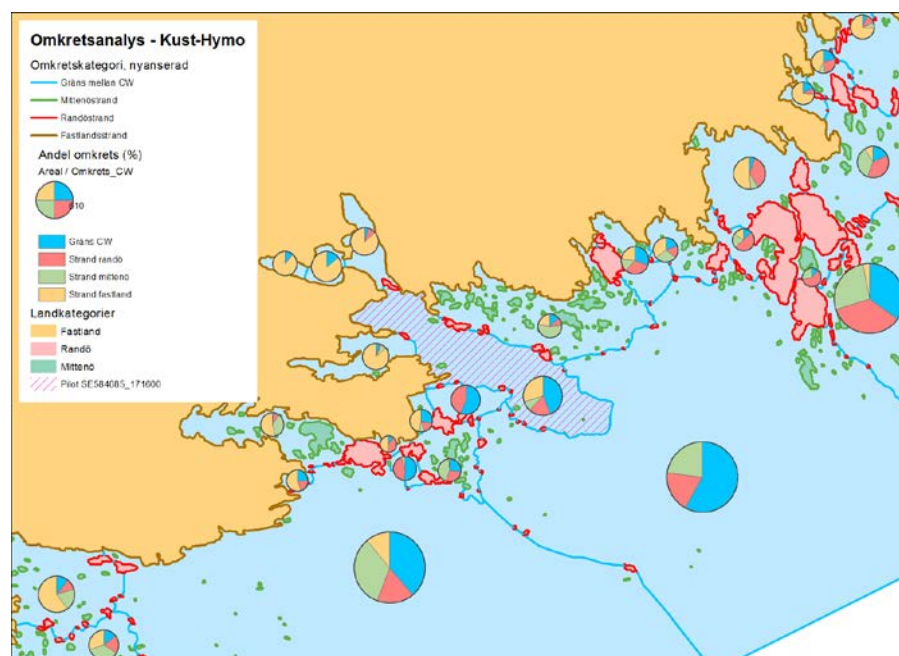 Omkretsanalys - Kust-Hymo
Omkretskategori, nyanserad
Gräns mellan CW
Mittenöstrand
Randöstrand
Fastlandsstrand
Andel omkrets (%)
Areal / Omkrets_CW
610
Gräns CW
Strand randö
Strand mittenö
Strand fastland
Landkategorier
Fastland
Randö
Mittenö
Pilot SE584085_171600